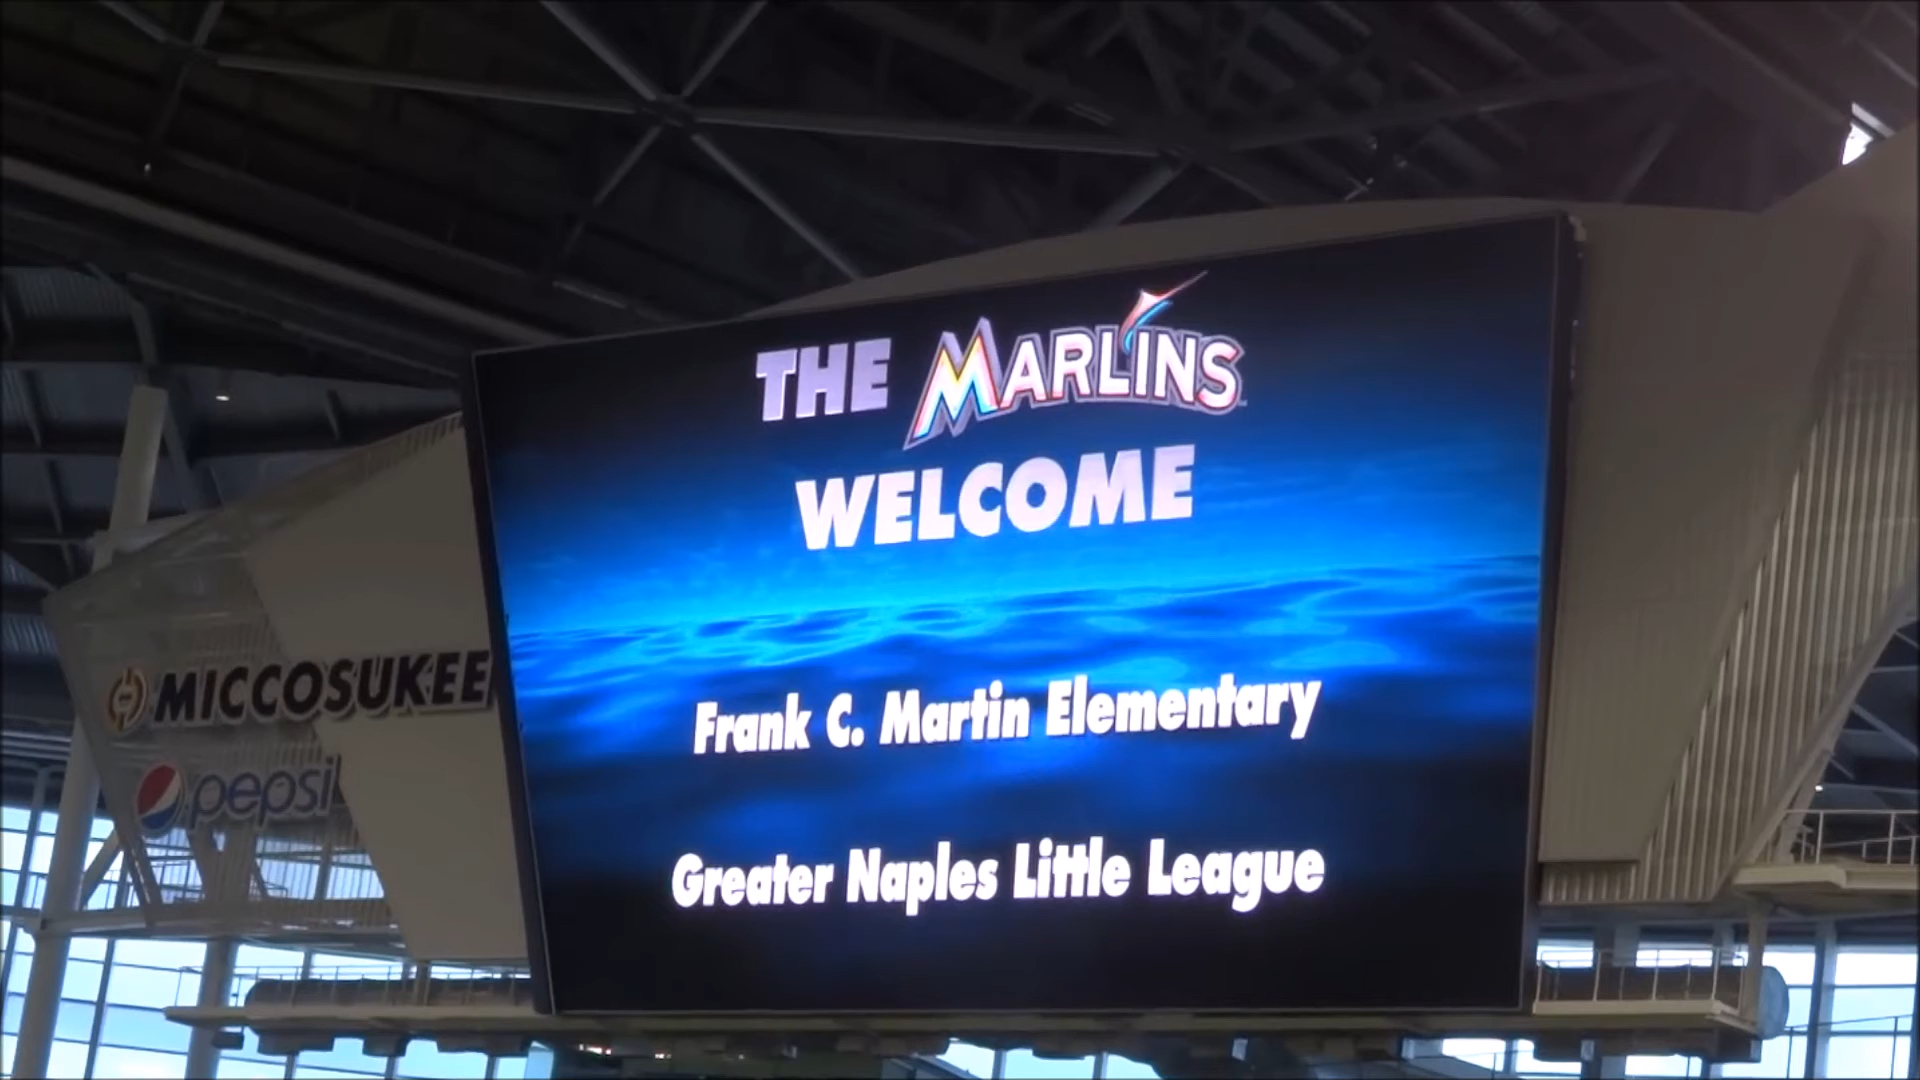 THE MARLINS
WELCOME
Frank C. Martin Elementary
Greater Naples Little League
MICCOSUKEE
pepsi